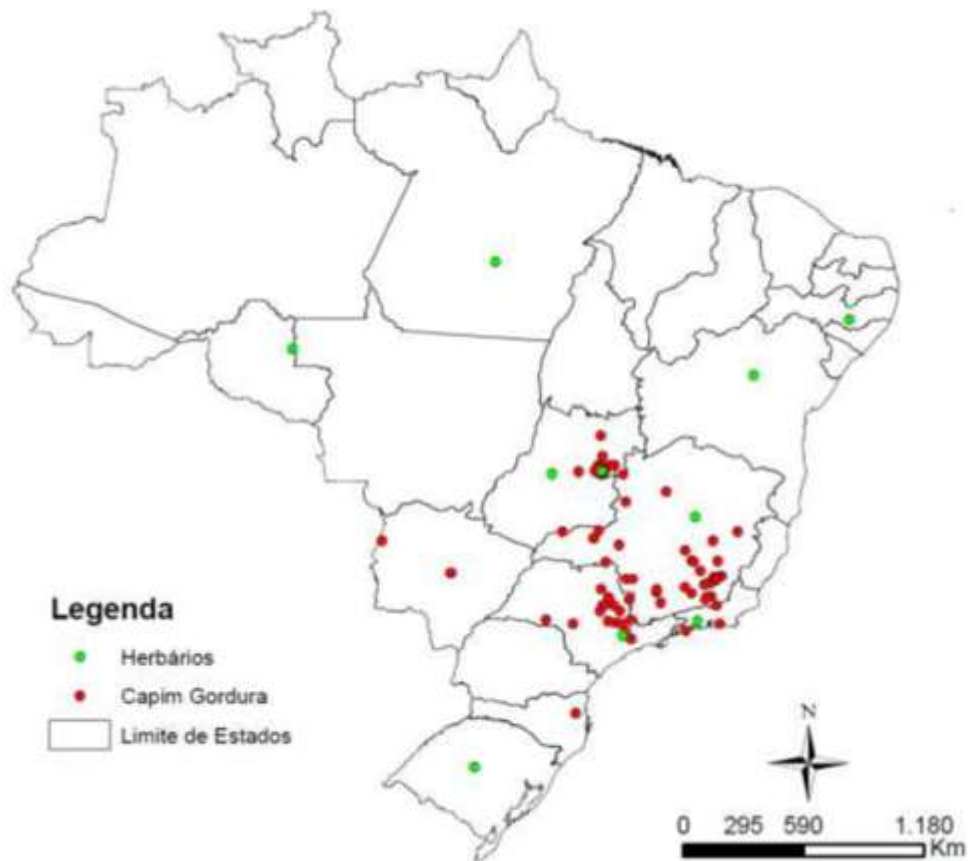 Legenda
Herbários
Capim Gordura
Limite de Estados
N
0 295 590 1.180
Km